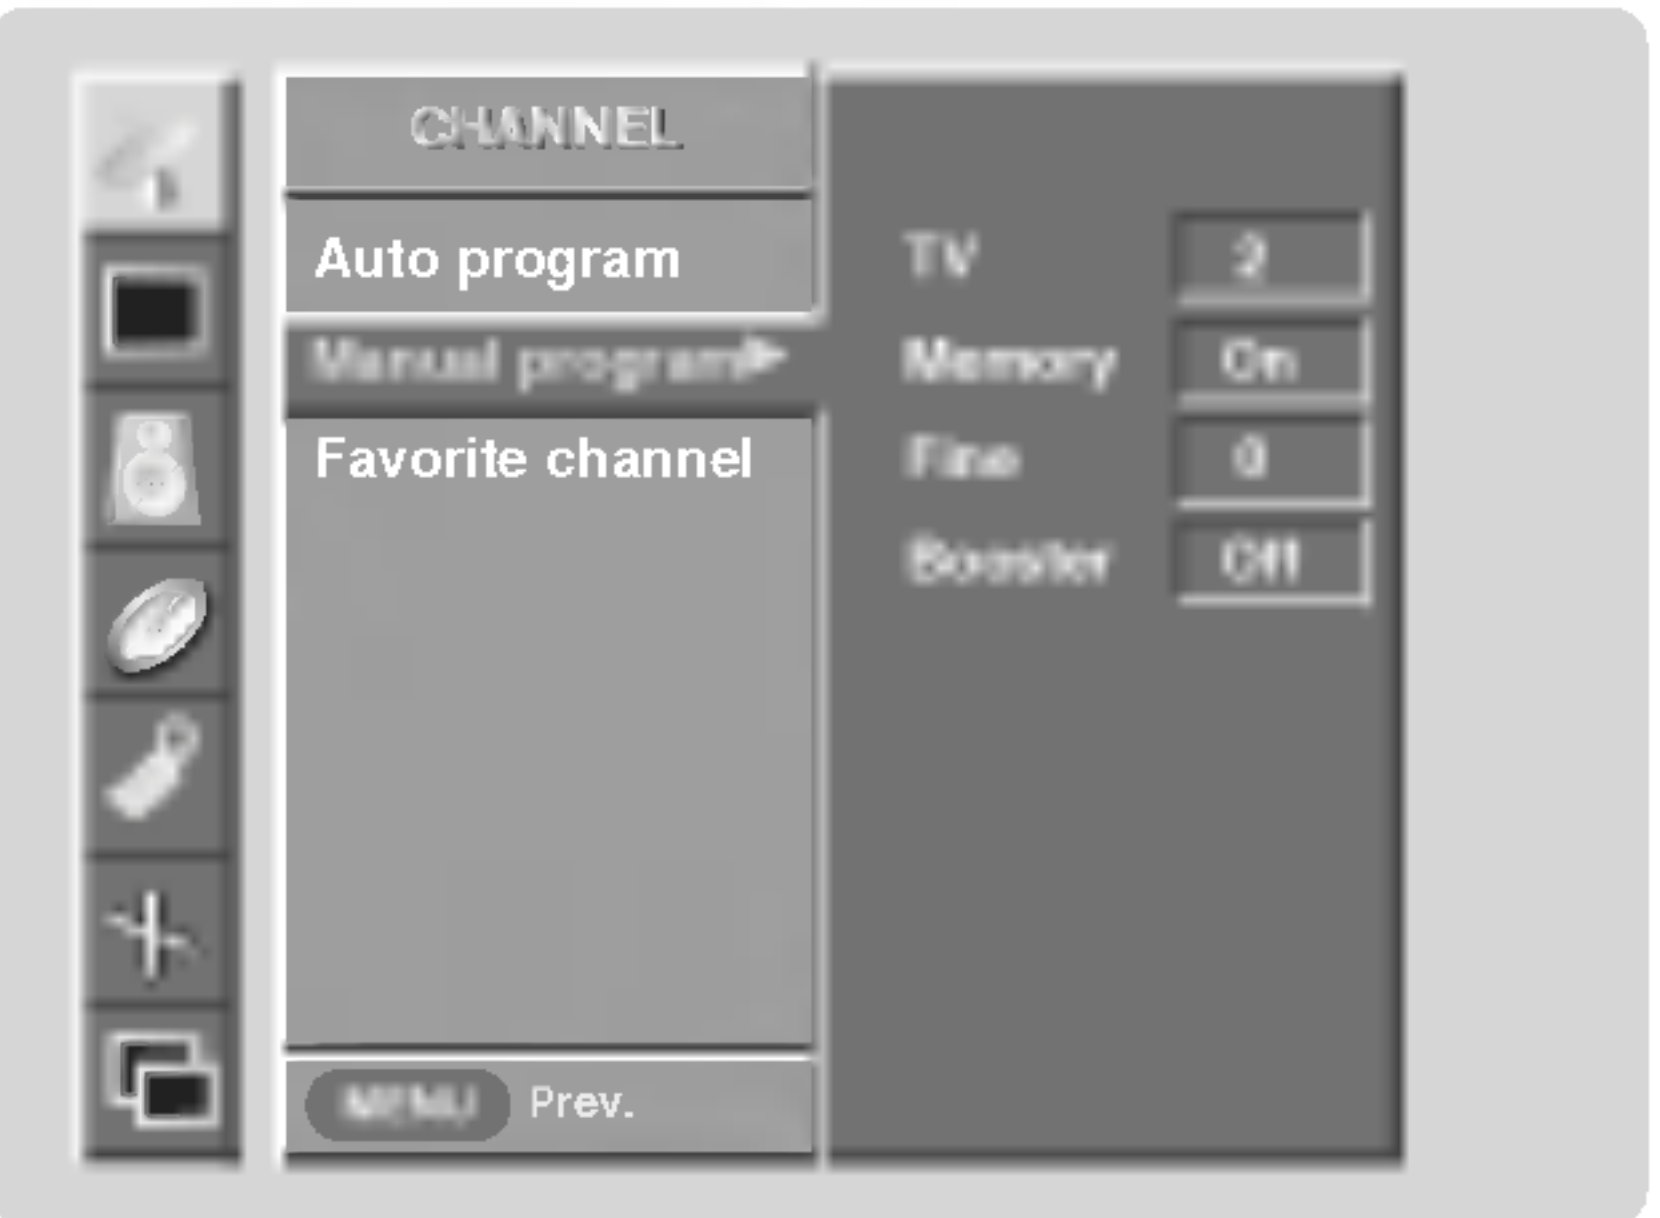 CHANNEL
Auto program
Manual program▶
Favorite channel
MENU Prev.
TV 2
Memory On
Fine 0
Booster Off